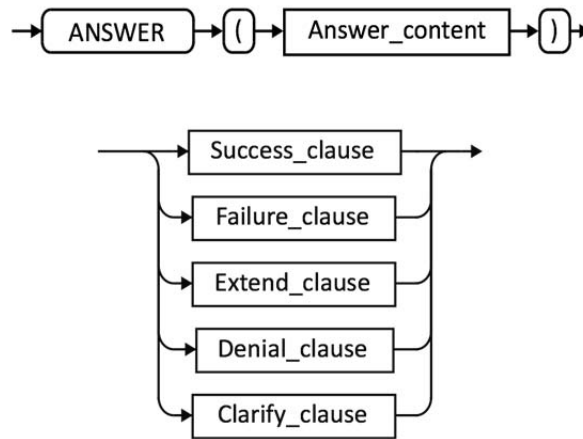 ANSWER ( Answer_content )
Success_clause
Failure_clause
Extend_clause
Denial_clause
Clarify_clause